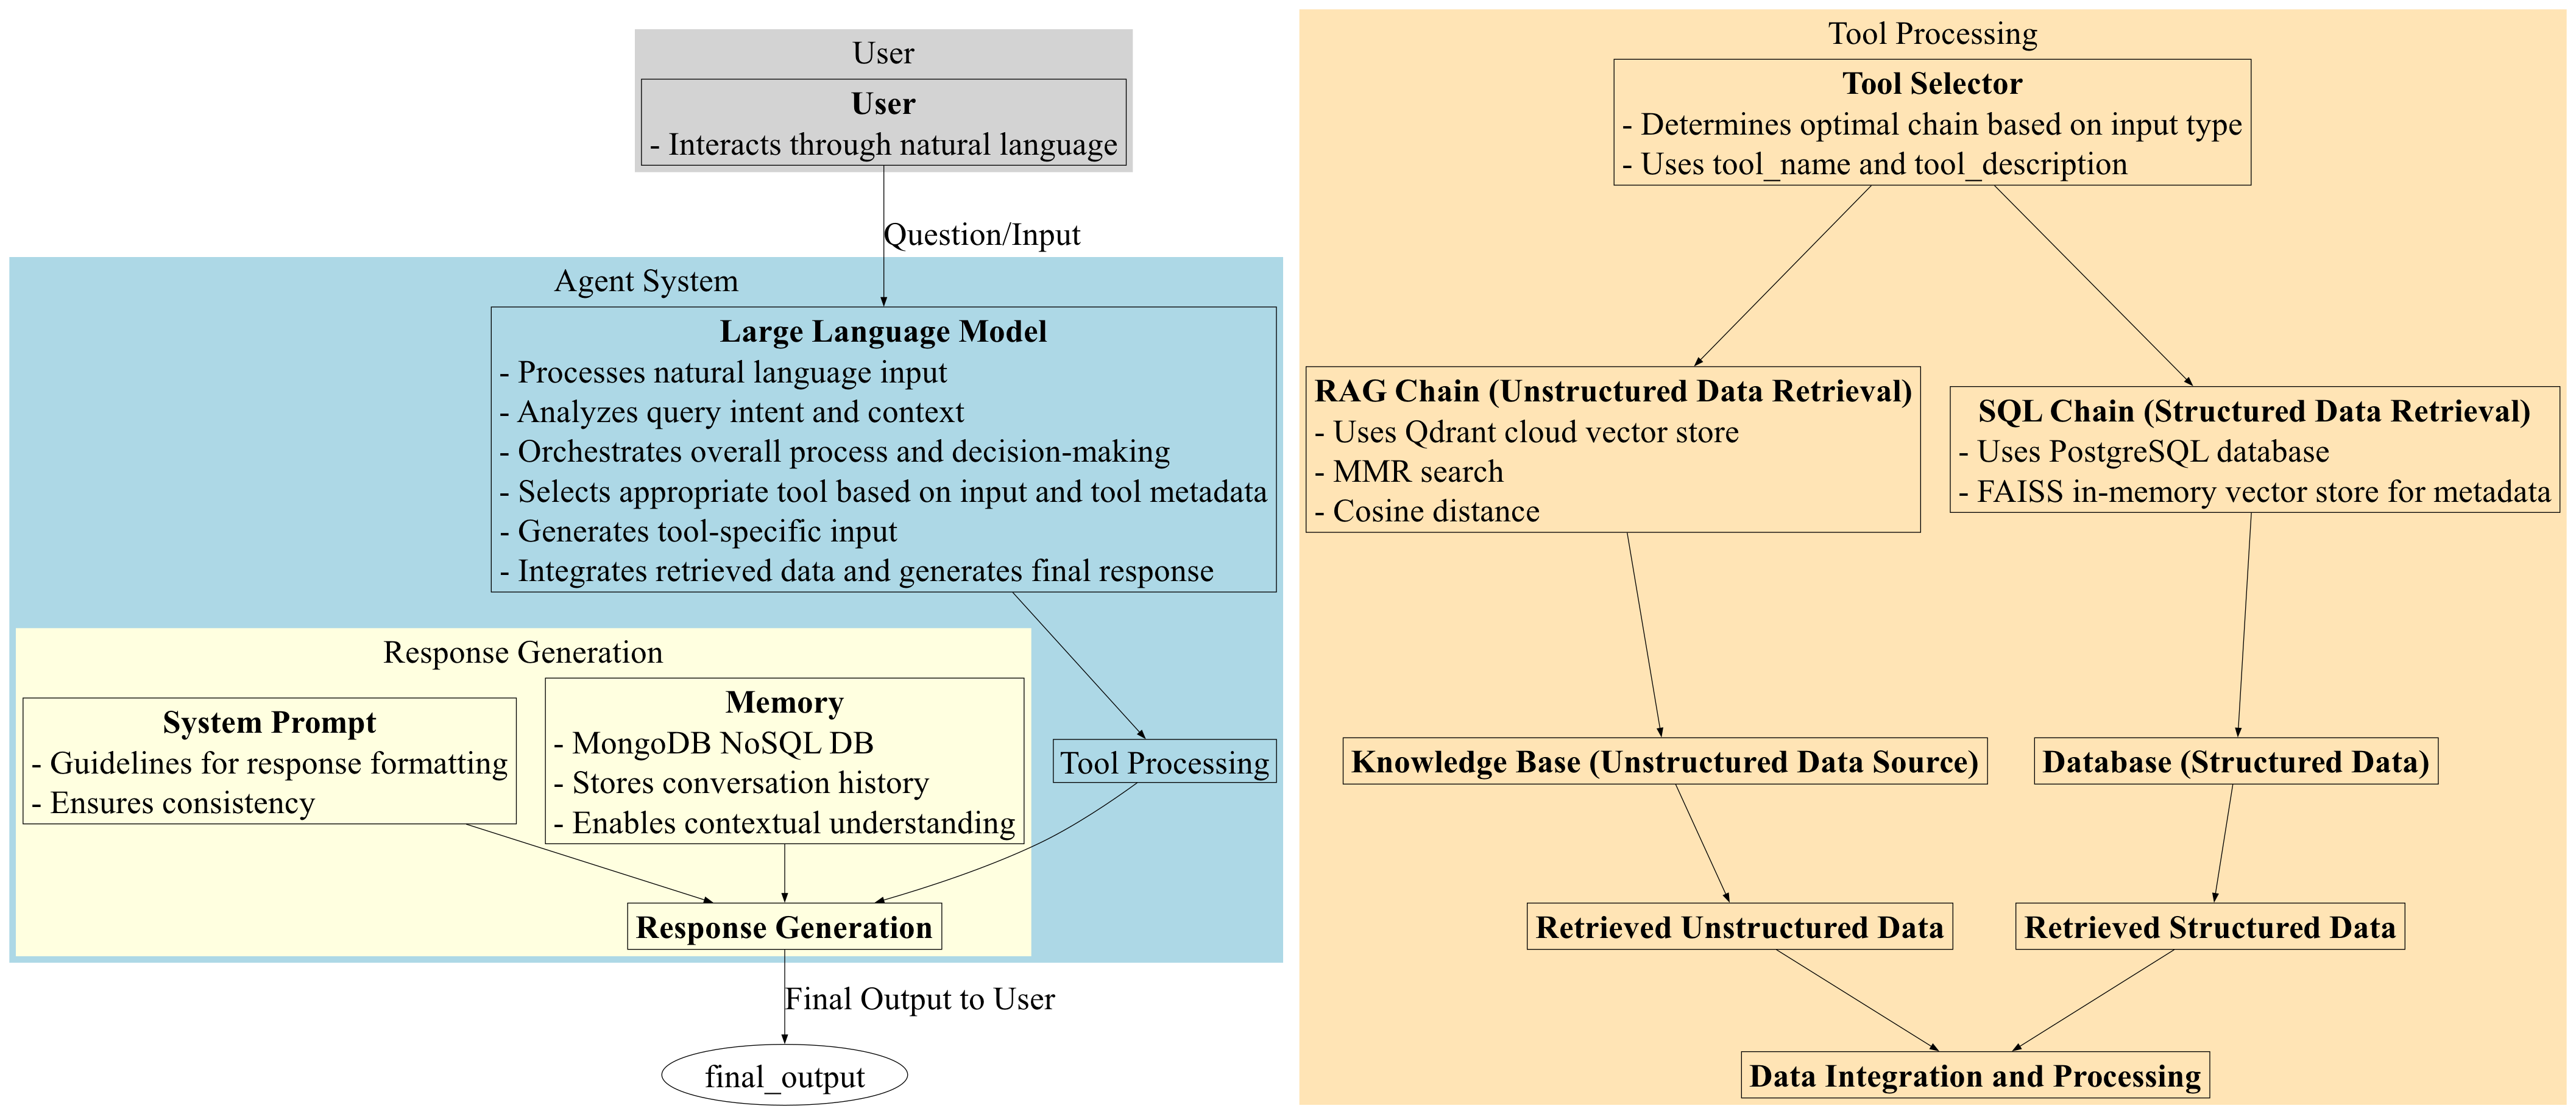 User
User
- Interacts through natural language
Question/Input
Agent System
Large Language Model
- Processes natural language input
- Analyzes query intent and context
- Orchestrates overall process and decision-making
- Selects appropriate tool based on input and tool metadata
- Generates tool-specific input
- Integrates retrieved data and generates final response
Response Generation
System Prompt
- Guidelines for response formatting
- Ensures consistency
Memory
- MongoDB NoSQL DB
- Stores conversation history
- Enables contextual understanding
Tool Processing
Response Generation
Final Output to User
final_output
Tool Processing
Tool Selector
- Determines optimal chain based on input type
- Uses tool_name and tool_description
RAG Chain (Unstructured Data Retrieval)
- Uses Qdrant cloud vector store
- MMR search
- Cosine distance
SQL Chain (Structured Data Retrieval)
- Uses PostgreSQL database
- FAISS in-memory vector store for metadata
Knowledge Base (Unstructured Data Source)
Database (Structured Data)
Retrieved Unstructured Data
Retrieved Structured Data
Data Integration and Processing